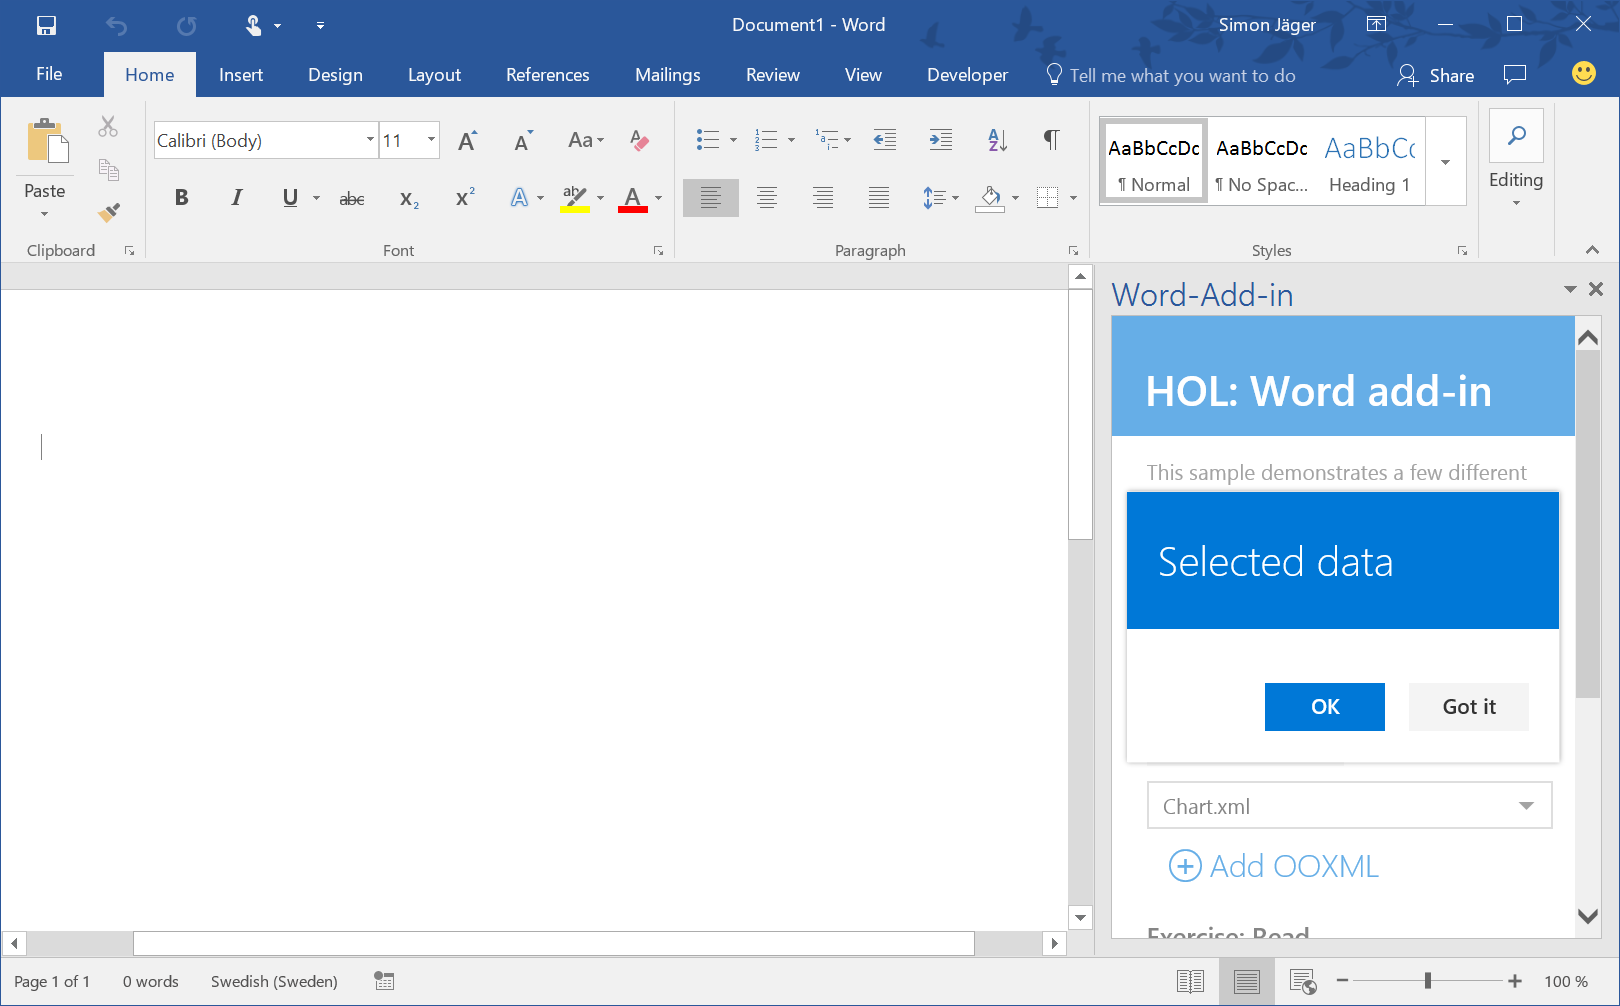 Document1 - Word
Simon Jäger
File
Home
Insert
Design
Layout
References
Mailings
Review
View
Developer
Tell me what you want to do
Share
Paste
Clipboard
Calibri (Body)
11
Aa
B
I
U
abc
Font
Paragraph
AaBbCcDc
¶ Normal
AaBbCcDc
¶ No Spac...
AaBbCc
Heading 1
Styles
Editing
Word-Add-in
HOL: Word add-in
This sample demonstrates a few different
Selected data
OK
Got it
Chart.xml
Add OOXML
Exercise: Read
Page 1 of 1
0 words
Swedish (Sweden)
100 %